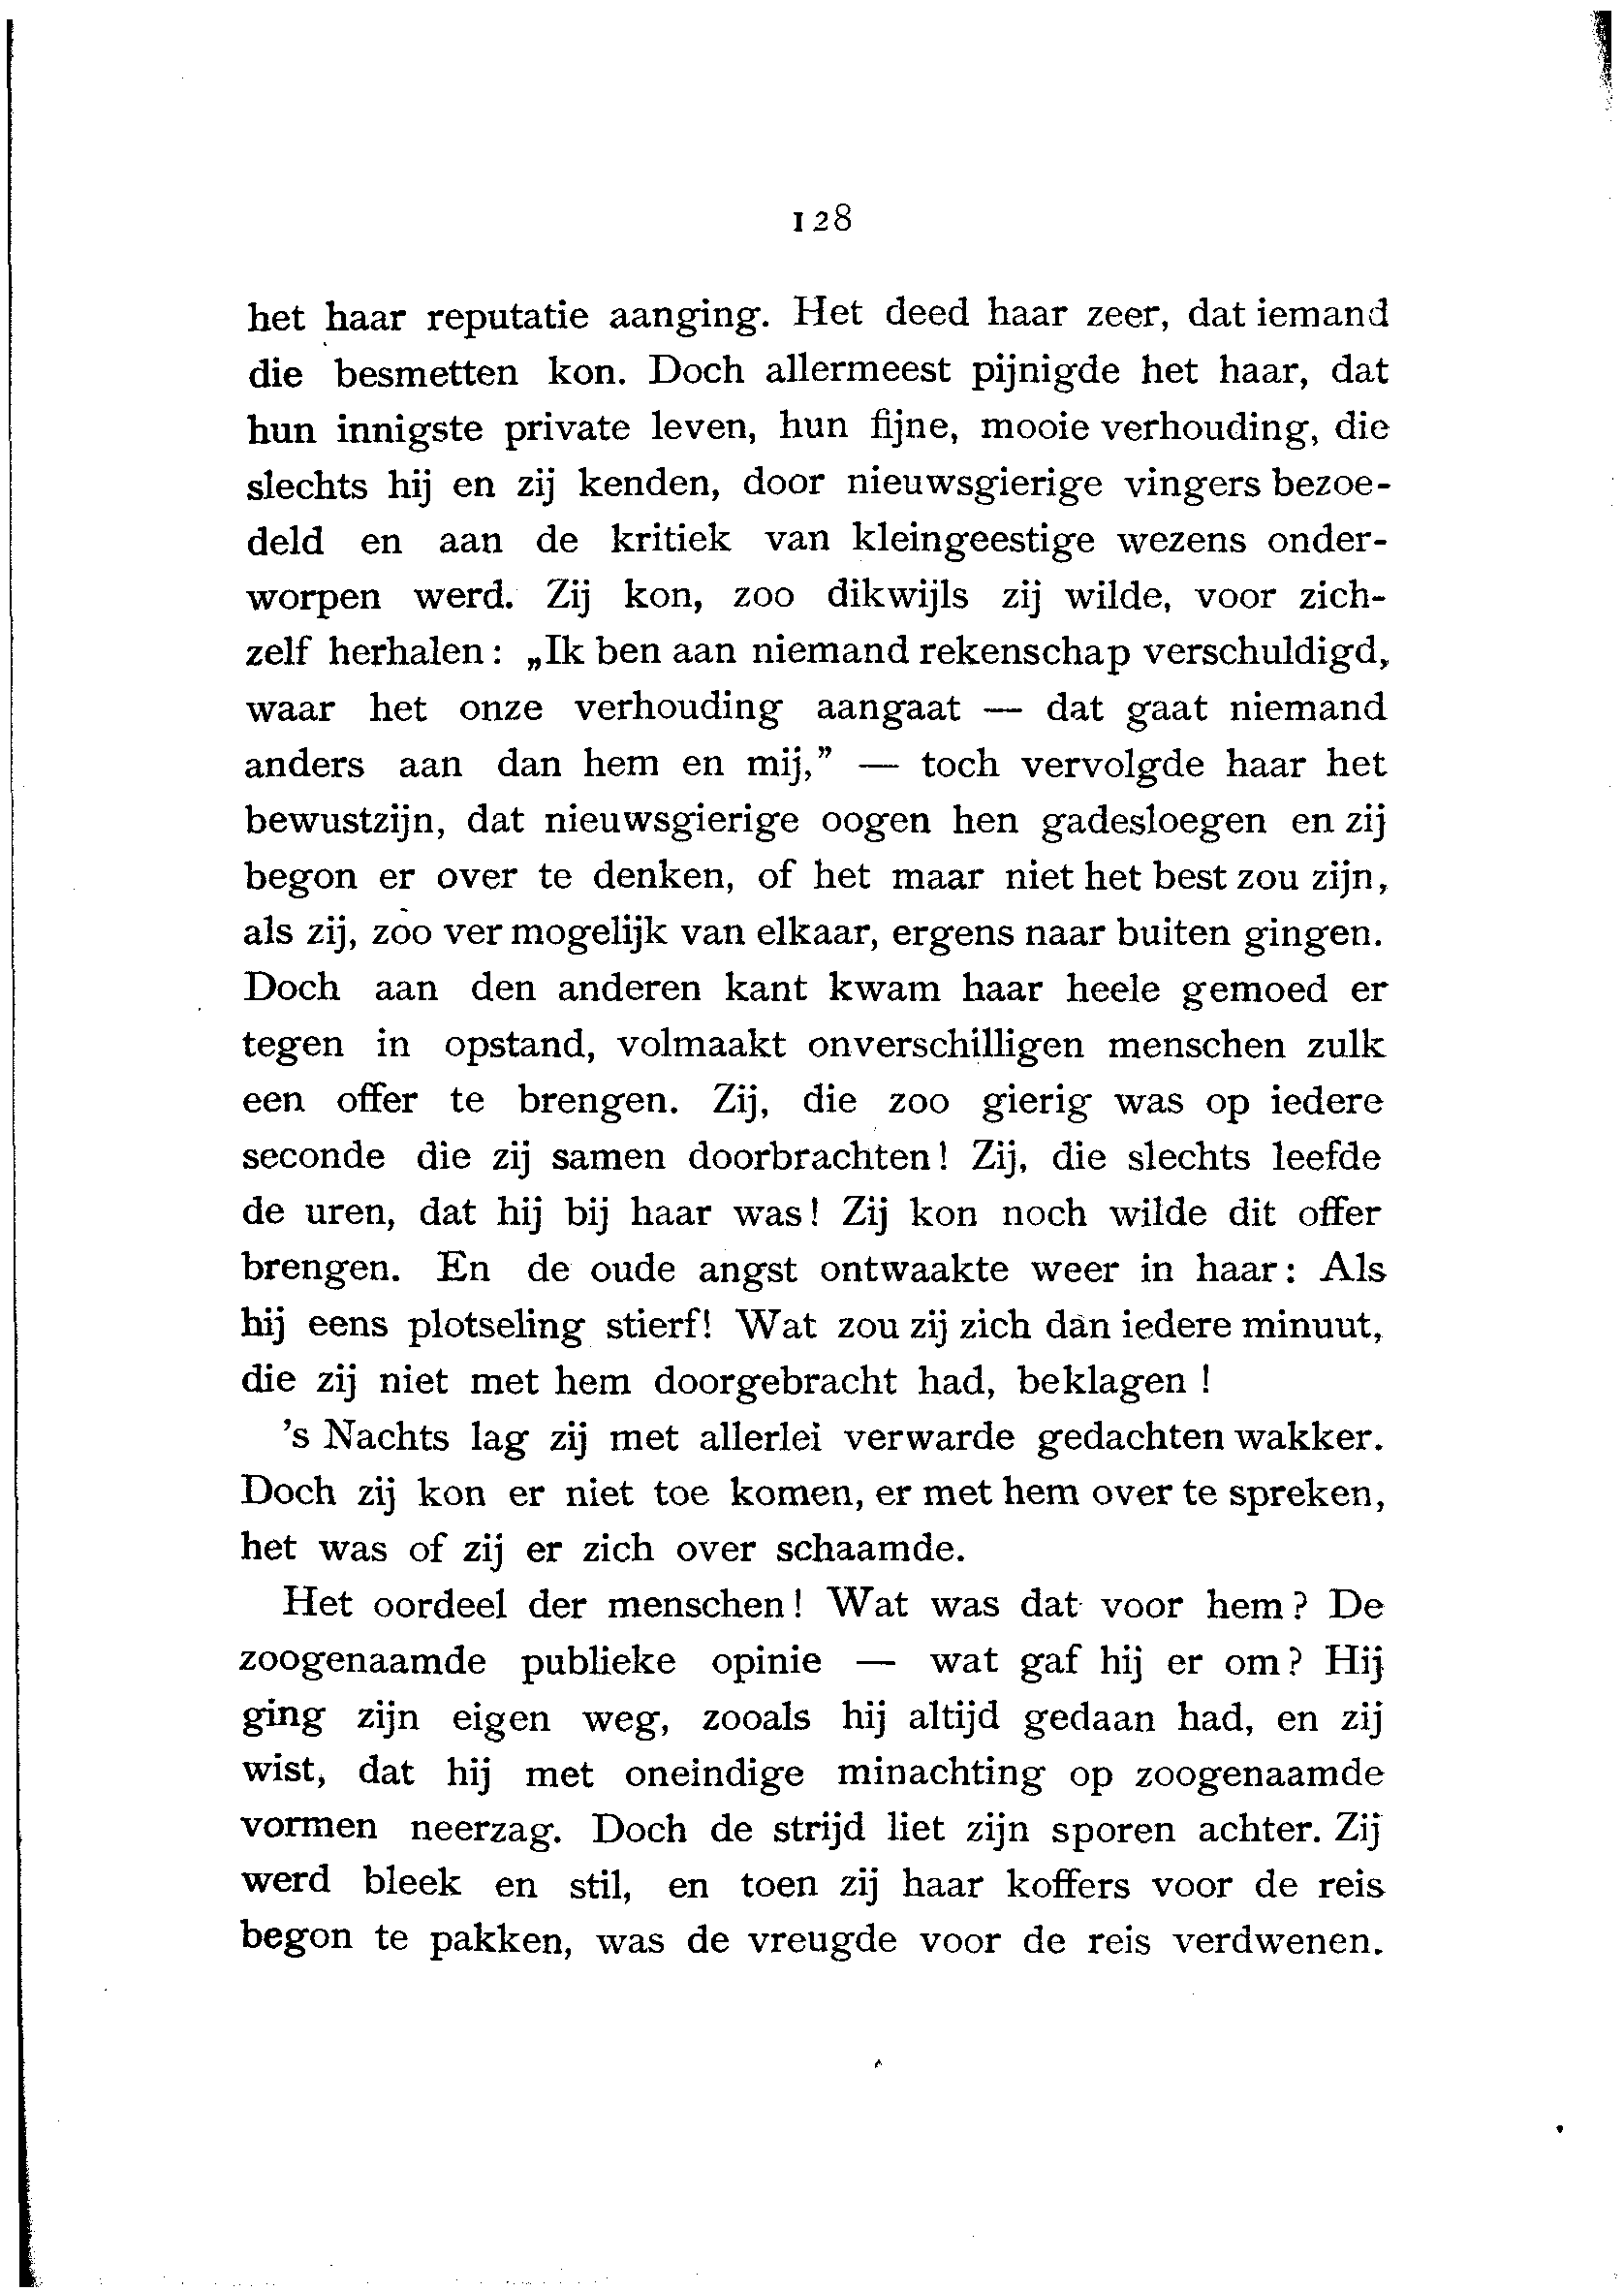 128
het haar reputatie aanging. Het deed haar zeer, dat iemand
die besmetten kon. Doch allermeest pijnigde het haar, dat
hun innigste private leven, hun fijne, mooie verhouding, die
slechts hij en zij kenden, door nieuwsgierige vingers bezoe-
deld en aan de kritiek van kleingeestige wezens onder-
worpen werd. Zij kon, zoo dikwijls zij wilde, voor zich-
zelf herhalen: „Ik ben aan niemand rekenschap verschuldigd,
waar het onze verhouding aangaat — dat gaat niemand
anders aan dan hem en mij,” — toch vervolgde haar het
bewustzijn, dat nieuwsgierige oogen hen gadesloegen en zij
begon er over te denken, of het maar niet het best zou zijn,
als zij, zoo ver mogelijk van elkaar, ergens naar buiten gingen.
Doch aan den anderen kant kwam haar heele gemoed er
tegen in opstand, volmaakt onverschilligen menschen zulk
een offer te brengen. Zij, die zoo gierig was op iedere
seconde die zij samen doorbrachten! Zij, die slechts leefde
de uren, dat hij bij haar was! Zij kon noch wilde dit offer
brengen. En de oude angst ontwaakte weer in haar: Als
hij eens plotseling stierf! Wat zou zij zich dàn iedere minuut,
die zij niet met hem doorgebracht had, beklagen !
’s Nachts lag zij met allerlei verwarde gedachten wakker.
Doch zij kon er niet toe komen, er met hem over te spreken,
het was of zij er zich over schaamde.
Het oordeel der menschen! Wat was dat voor hem? De
zoogenaamde publieke opinie — wat gaf hij er om? Hij
ging zijn eigen weg, zooals hij altijd gedaan had, en zij
wist, dat hij met oneindige minachting op zoogenaamde
vormen neerzag. Doch de strijd liet zijn sporen achter. Zij
werd bleek en stil, en toen zij haar koffers voor de reis
begon te pakken, was de vreugde voor de reis verdwenen.